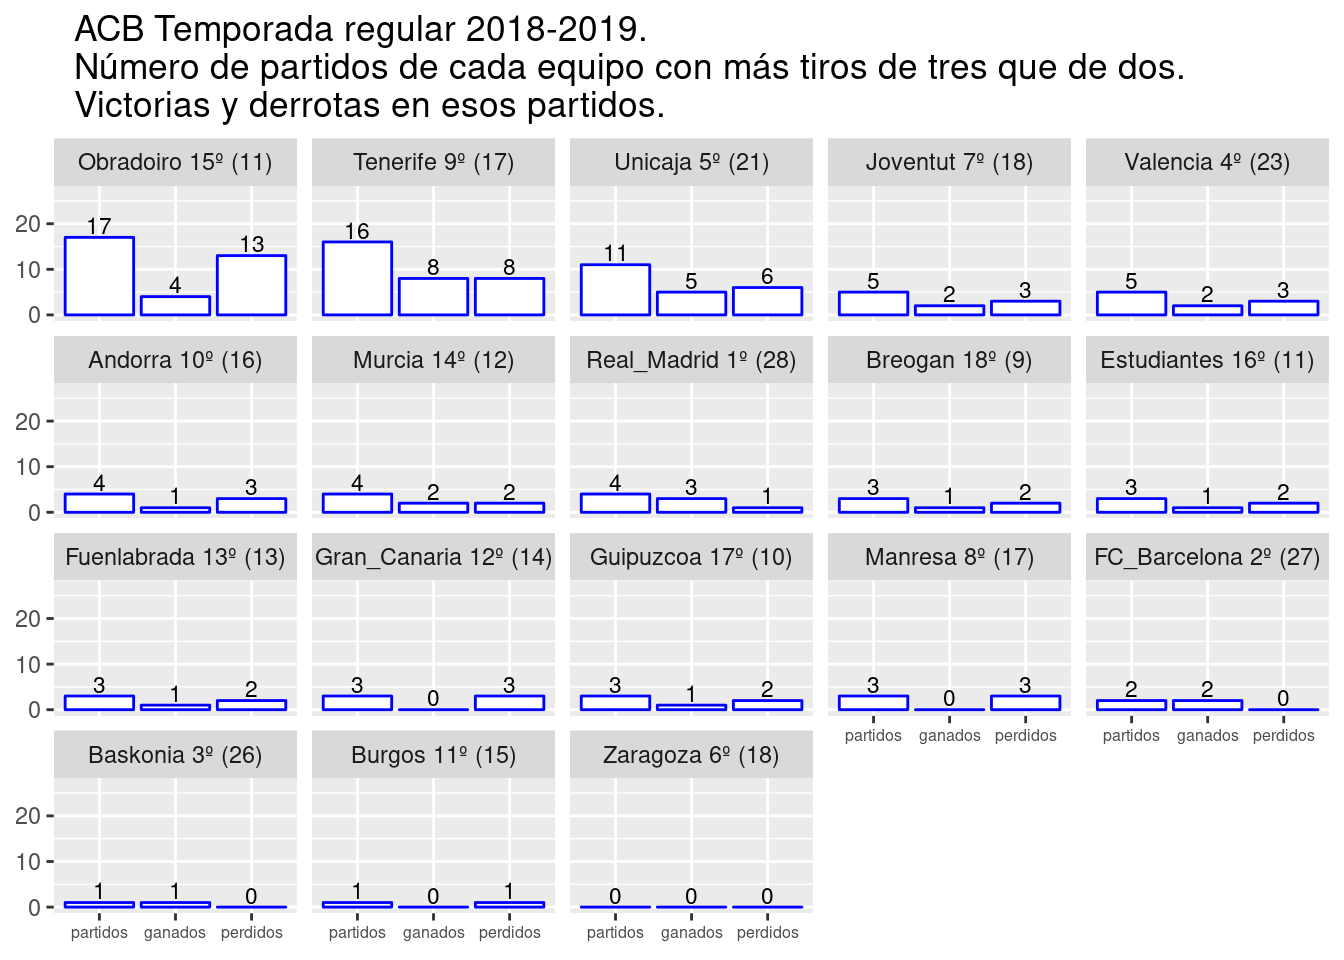 ACB Temporada regular 2018-2019.
Número de partidos de cada equipo con más tiros de tres que de dos.
Victorias y derrotas en esos partidos.
Obradoiro 15º (11) Tenerife 9º (17) Unicaja 5º (21) Joventut 7º (18) Valencia 4º (23)
20
10
0
17 4 13 16 8 8 11 5 6 5 2 3 5 2 3
Andorra 10º (16) Murcia 14º (12) Real_Madrid 1º (28) Breogan 18º (9) Estudiantes 16º (11)
20
10
0
4 1 3 4 2 2 4 3 1 3 1 2 3 1 2
Fuenlabrada 13º (13) Gran_Canaria 12º (14) Guipuzcoa 17º (10) Manresa 8º (17) FC_Barcelona 2º (27)
20
10
0
3 1 2 3 0 3 3 1 2 3 0 3 2 2 0
partidos ganados perdidos partidos ganados perdidos
Baskonia 3º (26) Burgos 11º (15) Zaragoza 6º (18)
20
10
0
1 1 0 1 0 1 0 0 0
partidos ganados perdidos partidos ganados perdidos partidos ganados perdidos